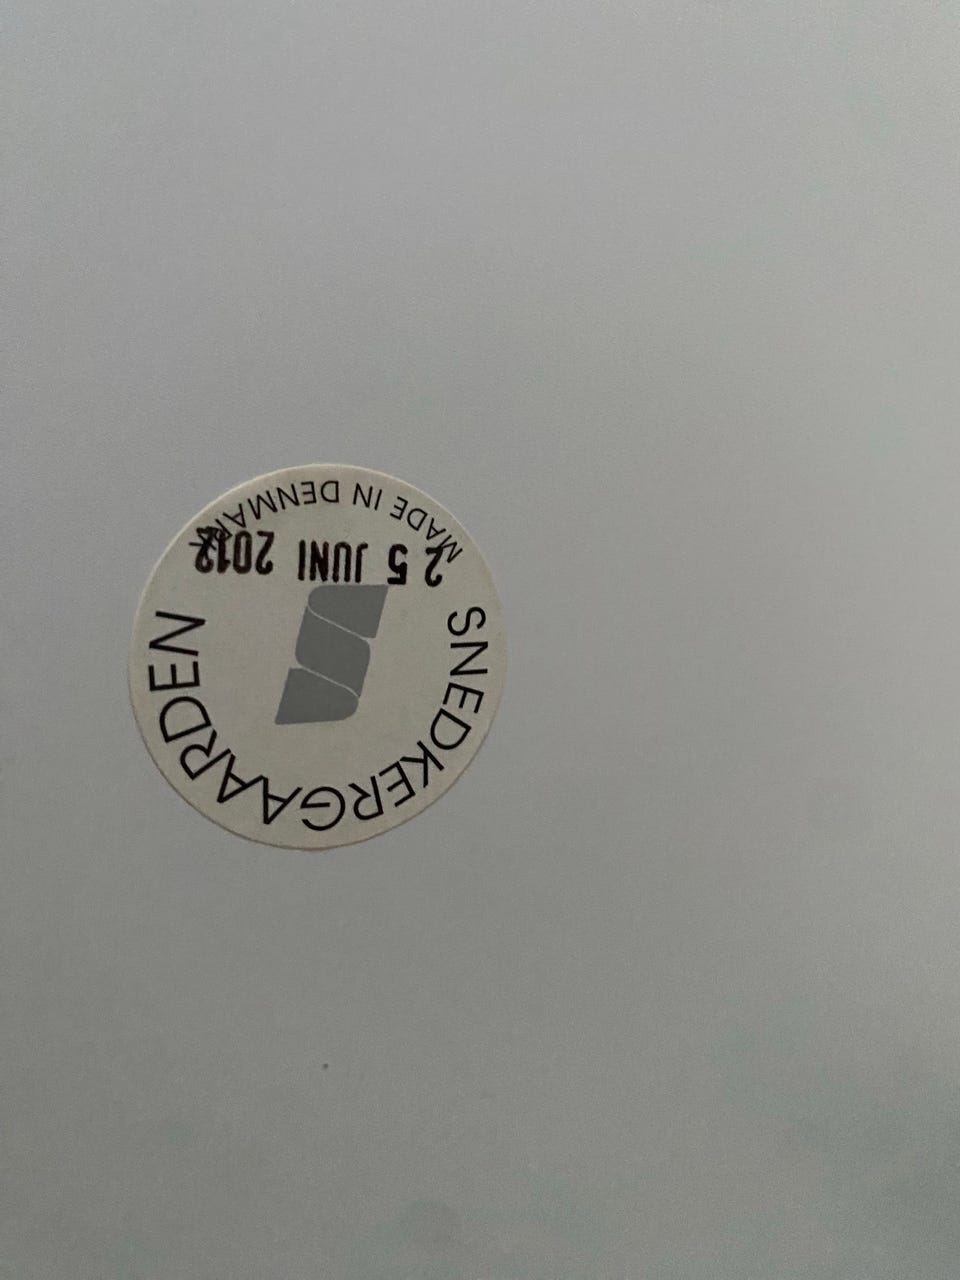 SNEDKERGAARDEN
25 JUNI 2012
MADE IN DENMARK